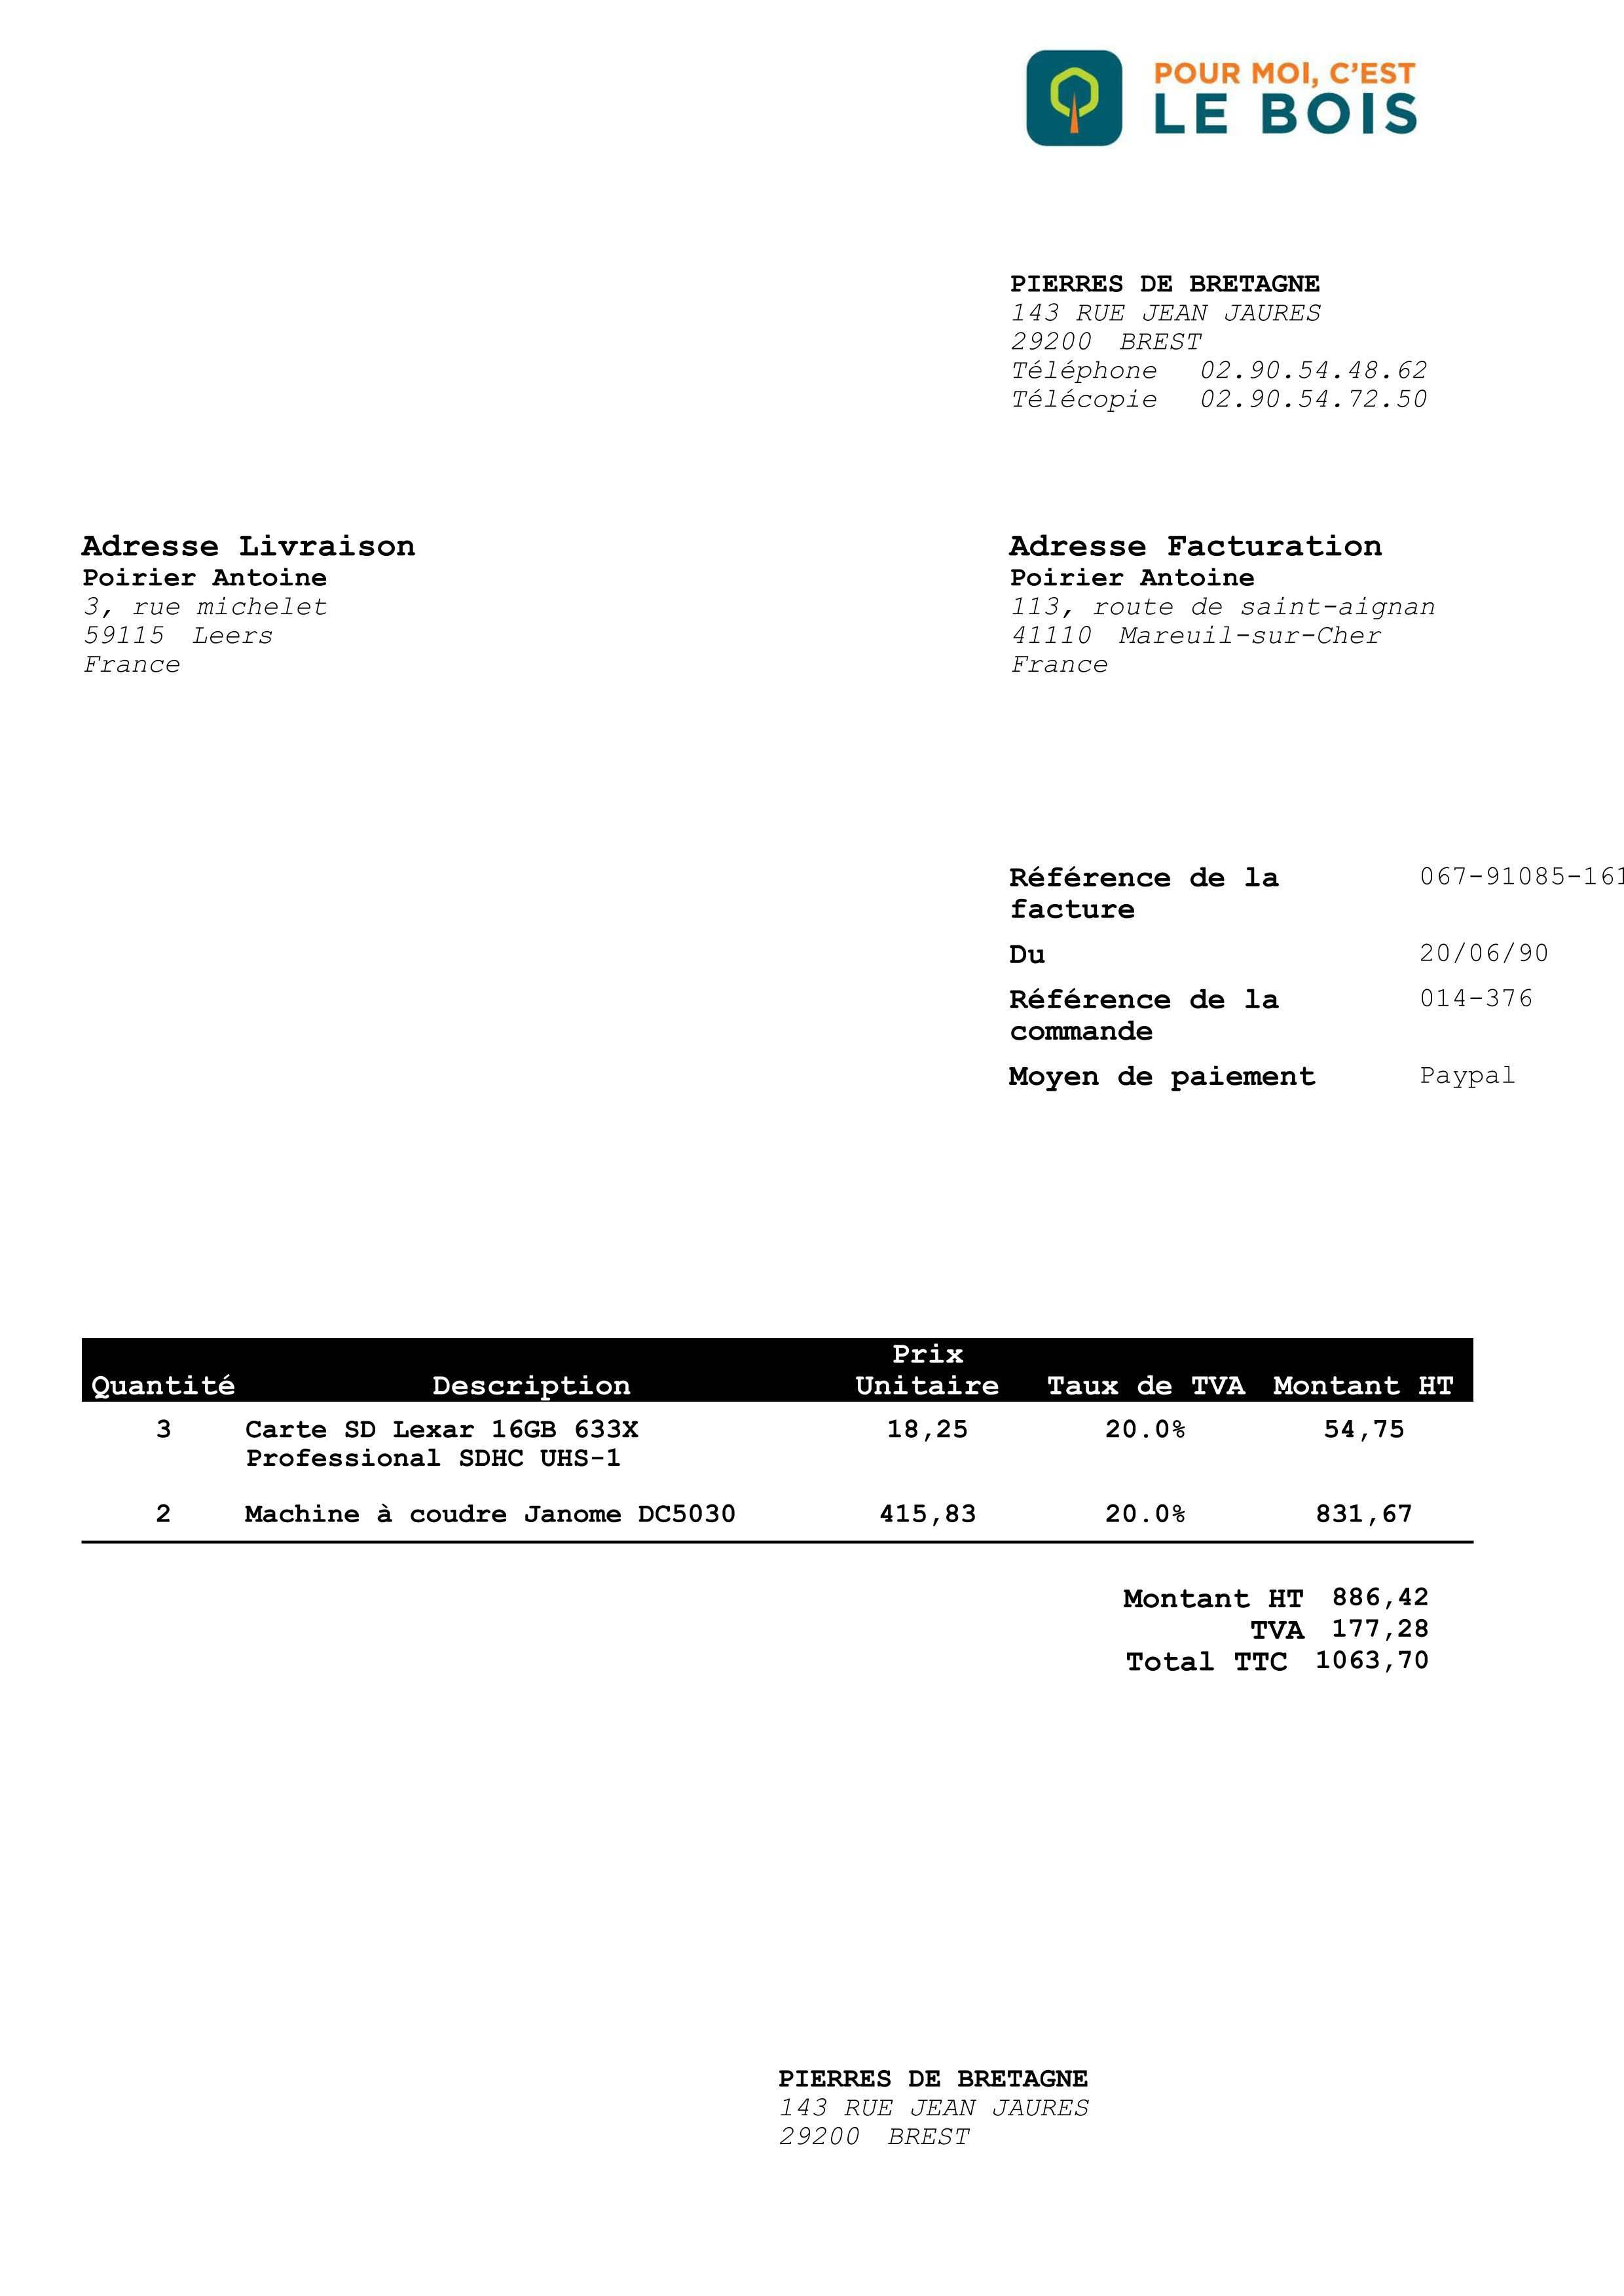 POUR MOI, C'EST
LE BOIS
PIERRES DE BRETAGNE
143 RUE JEAN JAURES
29200 BREST
Téléphone 02.90.54.48.62
Télécopie 02.90.54.72.50
Adresse Livraison
Poirier Antoine
3, rue michelet
59115 Leers
France
Adresse Facturation
Poirier Antoine
113, route de saint-aignan
41110 Mareuil-sur-Cher
France
Référence de la 067-91085-161
facture
Du 20/06/90
Référence de la 014-376
commande
Moyen de paiement Paypal
Prix
Quantité Description Unitaire Taux de TVA Montant HT
3 Carte SD Lexar 16GB 633X 18,25 20.0% 54,75
Professional SDHC UHS-1
2 Machine à coudre Janome DC5030 415,83 20.0% 831,67
Montant HT 886,42
TVA 177,28
Total TTC 1063,70
PIERRES DE BRETAGNE
143 RUE JEAN JAURES
29200 BREST